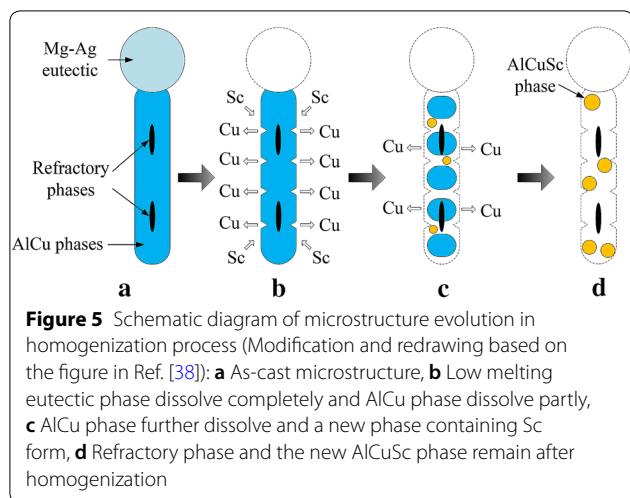 Mg-Ag
eutectic
Refractory
phases
AlCu phases
a
Sc Sc
Cu Cu
Cu Cu
Cu Cu
Cu Cu
Sc Sc
b
Cu Cu
Cu Cu
c
AlCuSc
phase
d
Figure 5 Schematic diagram of microstructure evolution in
homogenization process (Modification and redrawing based on
the figure in Ref. [38]): a As-cast microstructure, b Low melting
eutectic phase dissolve completely and AlCu phase dissolve partly,
c AlCu phase further dissolve and a new phase containing Sc
form, d Refractory phase and the new AlCuSc phase remain after
homogenization